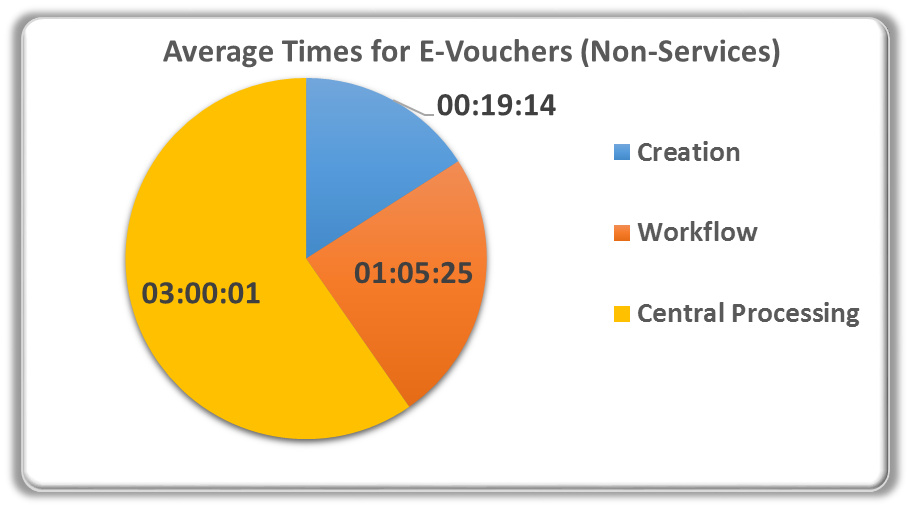 Average Times for E-Vouchers (Non-Services)
00:19:14
Creation
Workflow
01:05:25
03:00:01
Central Processing